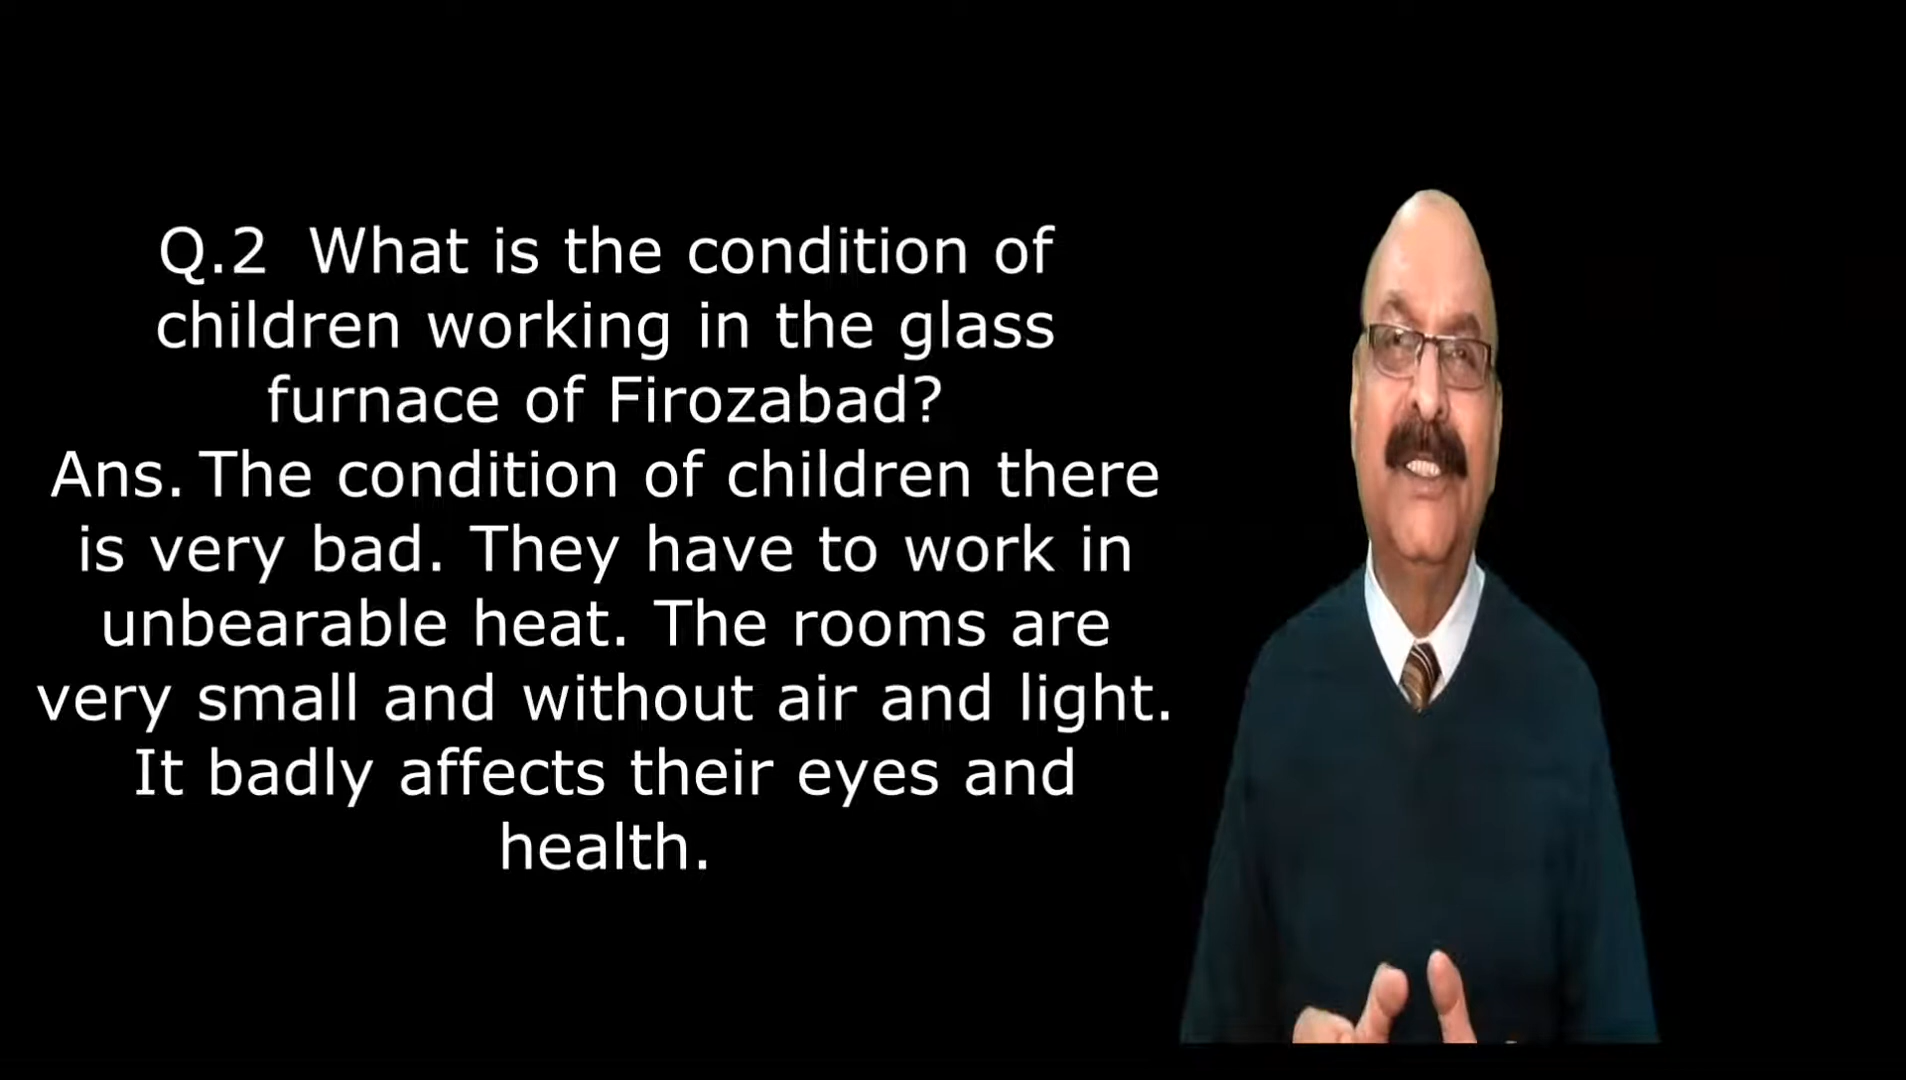 Q.2 What is the condition of
children working in the glass
furnace of Firozabad?
Ans. The condition of children there
is very bad. They have to work in
unbearable heat. The rooms are
very small and without air and light.
It badly affects their eyes and
health.